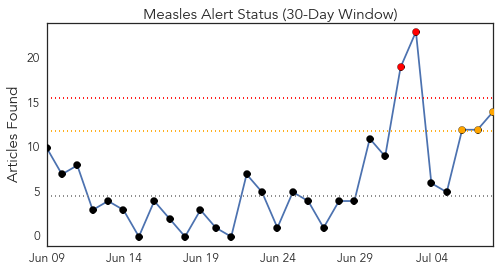 Measles Alert Status (30-Day Window)
Articles Found
20
15
10
5
0
Jun 09 Jun 14 Jun 19 Jun 24 Jun 29 Jul 04